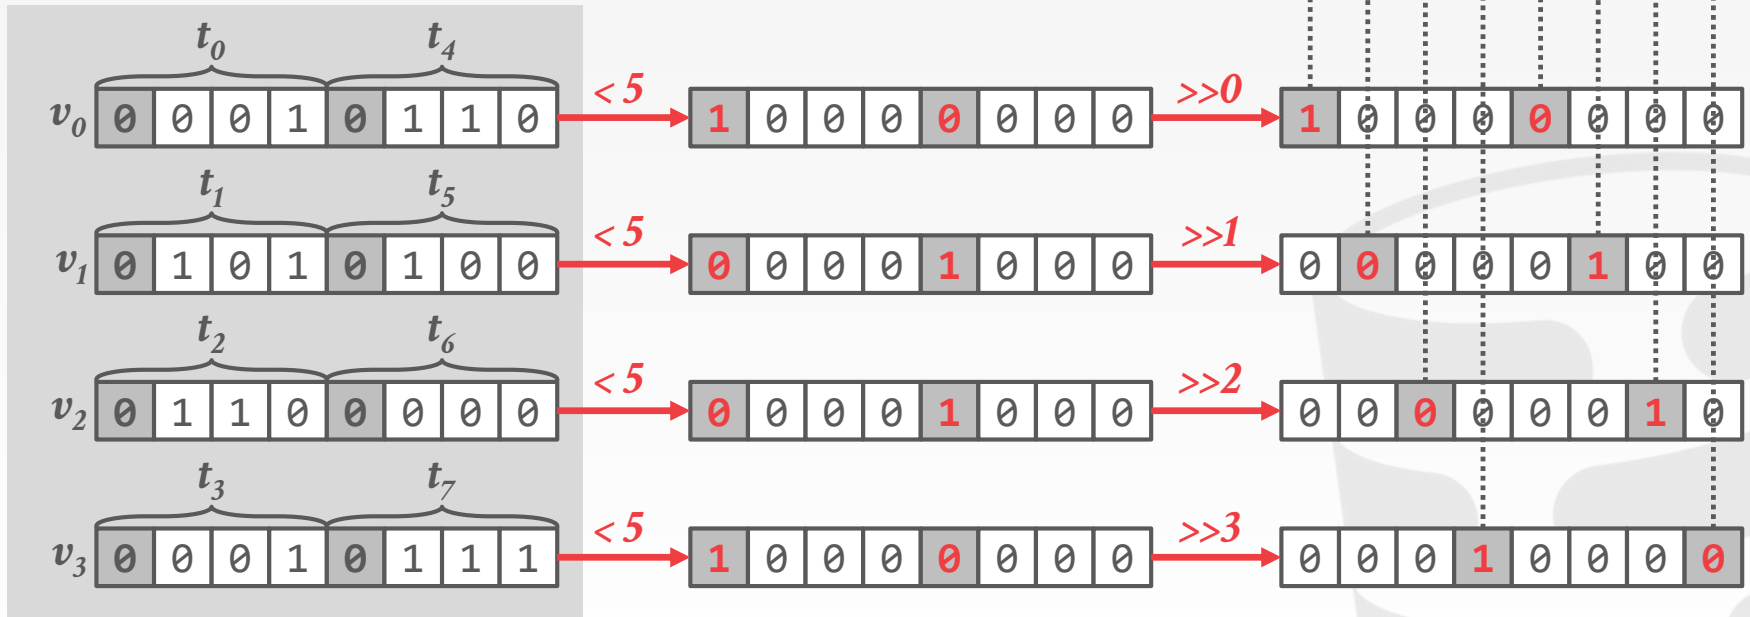 t0 t4
v0 0 0 0 1 0 1 1 0 < 5 1 0 0 0 0 0 0 0 >>0 1 0 0 0 0 0 0 0
t1 t5
v1 0 1 0 1 0 1 0 0 < 5 0 0 0 0 1 0 0 0 >>1 0 0 0 0 0 1 0 0
t2 t6
v2 0 1 1 0 0 0 0 0 < 5 0 0 0 0 1 0 0 0 >>2 0 0 0 0 0 0 1 0
t3 t7
v3 0 0 0 1 0 1 1 1 < 5 1 0 0 0 0 0 0 0 >>3 0 0 0 1 0 0 0 0